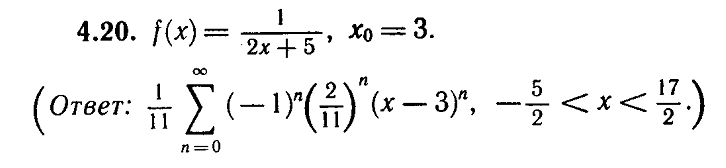 4.20. f(x) = 1/(2x + 5), x₀ = 3.
(Ответ: 1/11 ∑_{n=0}^{∞} (−1)ⁿ(2/11)ⁿ(x − 3)ⁿ, −5/2 < x < 17/2.)